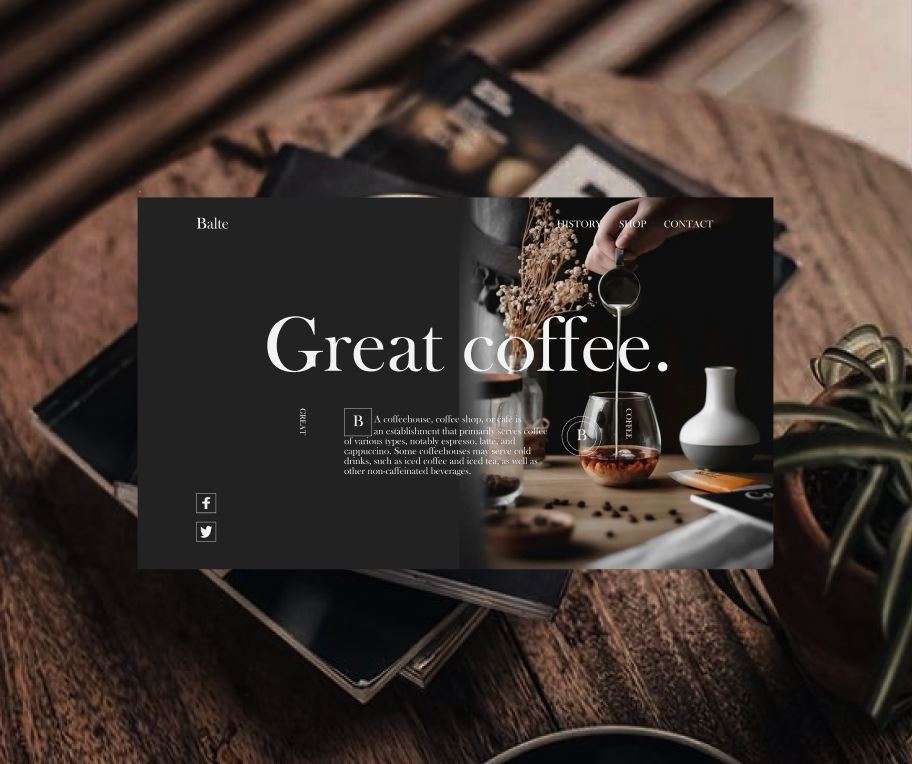 Balte
HISTORY SHOP CONTACT
Great coffee.
GREAT
B
A coffeehouse, coffee shop, or café is
an establishment that primarily serves coffee
of various types, notably espresso, latte, and
cappuccino. Some coffeehouses may serve cold
drinks, such as iced coffee and iced tea, as well as
other non-caffeinated beverages.
B
COFFEE
Co